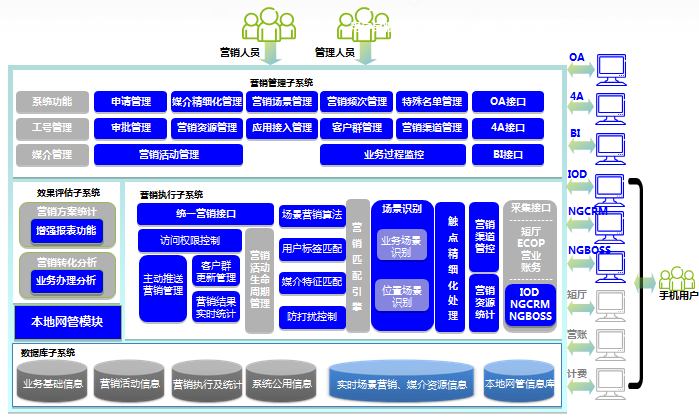 营销人员
管理人员
营销管理子系统
系统功能
申请管理
媒介精细化管理
营销场景管理
营销频次管理
特殊名单管理
OA接口
工号管理
审批管理
营销资源管理
应用接入管理
客户群管理
营销渠道管理
4A接口
媒介管理
营销活动管理
业务过程监控
BI接口
OA
4A
BI
IOD
NGCRM
NGBOSS
短厅
营账
计费
手机用户
效果评估子系统
营销方案统计
增强报表功能
营销转化分析
业务办理分析
本地网管模块
营销执行子系统
统一营销接口
访问权限控制
主动推送
营销管理
客户群
更新管理
营销结果
实时统计
营销
活动
生命
周期
管理
场景营销算法
用户标签匹配
媒介特征匹配
防打扰控制
营
销
匹
配
引
擎
场景识别
业务场景
识别
位置场景
识别
触
点
精
细
化
处
理
营销
渠道
管控
营销
资源
统计
采集接口
短厅
ECOP
营业
账务
IOD
NGCRM
NGBOSS
数据库子系统
业务基础信息
营销活动信息
营销执行及统计
系统公用信息
实时场景营销、媒介资源信息
本地网管信息库